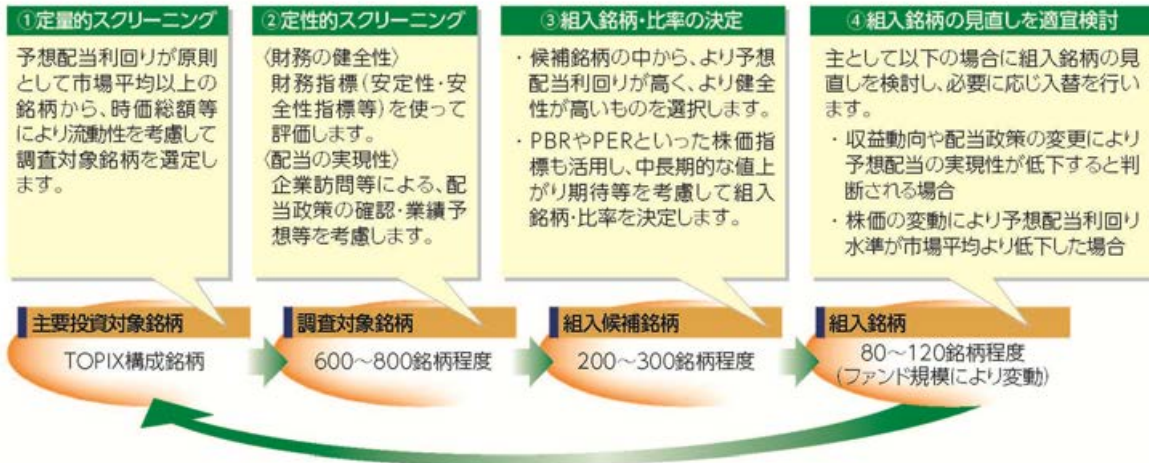 ①定量的スクリーニング
予想配当利回りが原則
として市場平均以上の
銘柄から、時価総額等
により流動性を考慮して
調査対象銘柄を選定し
ます。
②定性的スクリーニング
〈財務の健全性〉
財務指標(安定性・安
全性指標等)を使って
評価します。
〈配当の実現性〉
企業訪問等による、配
当政策の確認・業績予
想等を考慮します。
③組入銘柄・比率の決定
・候補銘柄の中から、より予想
配当利回りが高く、より健全
性が高いものを選択します。
・PBRやPERといった株価指
標も活用し、中長期的な値上
がり期待等を考慮して組入
銘柄・比率を決定します。
④組入銘柄の見直しを適宜検討
主として以下の場合に組入銘柄の見
直しを検討し、必要に応じ入替を行い
ます。
・収益動向や配当政策の変更により
予想配当の実現性が低下すると判
断される場合
・株価の変動により予想配当利回り
水準が市場平均より低下した場合
主要投資対象銘柄
TOPIX構成銘柄
調査対象銘柄
600～800銘柄程度
組入候補銘柄
200～300銘柄程度
組入銘柄
80～120銘柄程度
(ファンド規模により変動)